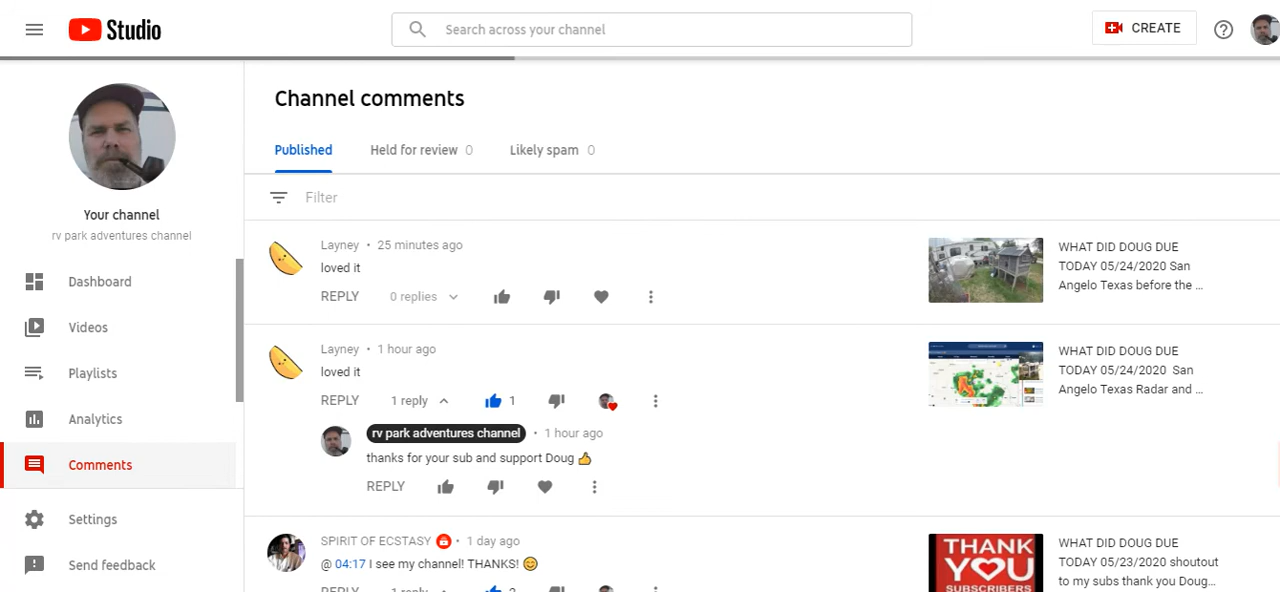 Studio
Search across your channel
CREATE
Your channel
rv park adventures channel
Dashboard
Videos
Playlists
Analytics
Comments
Settings
Send feedback
Channel comments
Published
Held for review 0
Likely spam 0
Filter
Layney • 25 minutes ago
loved it
REPLY 0 replies
WHAT DID DOUG DUE
TODAY 05/24/2020 San
Angelo Texas before the ...
Layney • 1 hour ago
loved it
REPLY 1 reply 1
WHAT DID DOUG DUE
TODAY 05/24/2020 San
Angelo Texas Radar and ...
rv park adventures channel • 1 hour ago
thanks for your sub and support Doug 👍
REPLY
SPIRIT OF ECSTASY • 1 day ago
@ 04:17 I see my channel! THANKS! 😊
REPLY 1 reply 2
THANK
YOU
SUBSCRIBERS
WHAT DID DOUG DUE
TODAY 05/23/2020 shoutout
to my subs thank you Doug...